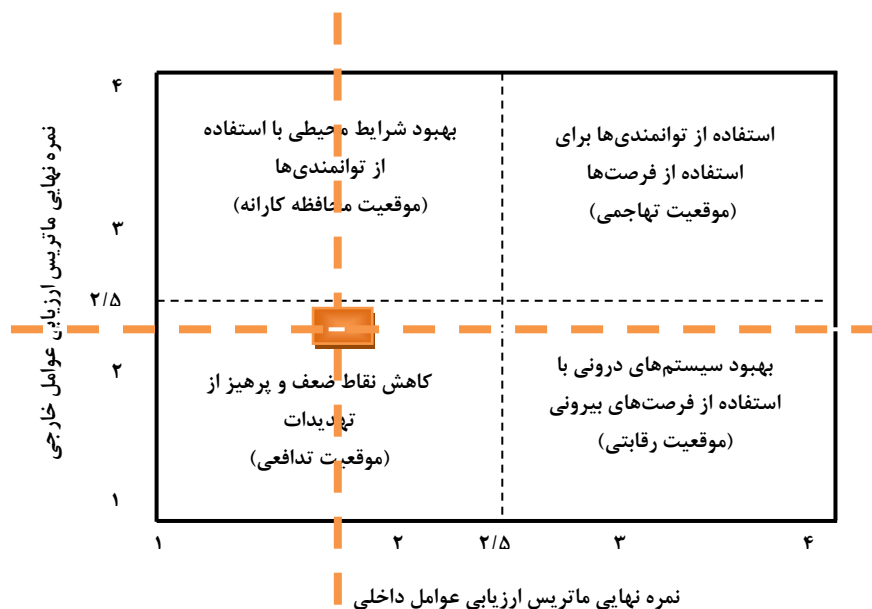 نمره نهایی ماتریس ارزیابی عوامل خارجی
۴
۳
۲/۵
۲
۱
استفاده از توانمندی‌ها برای
استفاده از فرصت‌ها
(موقعیت تهاجمی)
بهبود شرایط محیطی با استفاده
از توانمندی‌ها
(موقعیت محافظه کارانه)
بهبود سیستم‌های درونی با
استفاده از فرصت‌های بیرونی
(موقعیت رقابتی)
کاهش نقاط ضعف و پرهیز از
تهدیدات
(موقعیت تدافعی)
۱
۲
۲/۵
۳
۴
نمره نهایی ماتریس ارزیابی عوامل داخلی